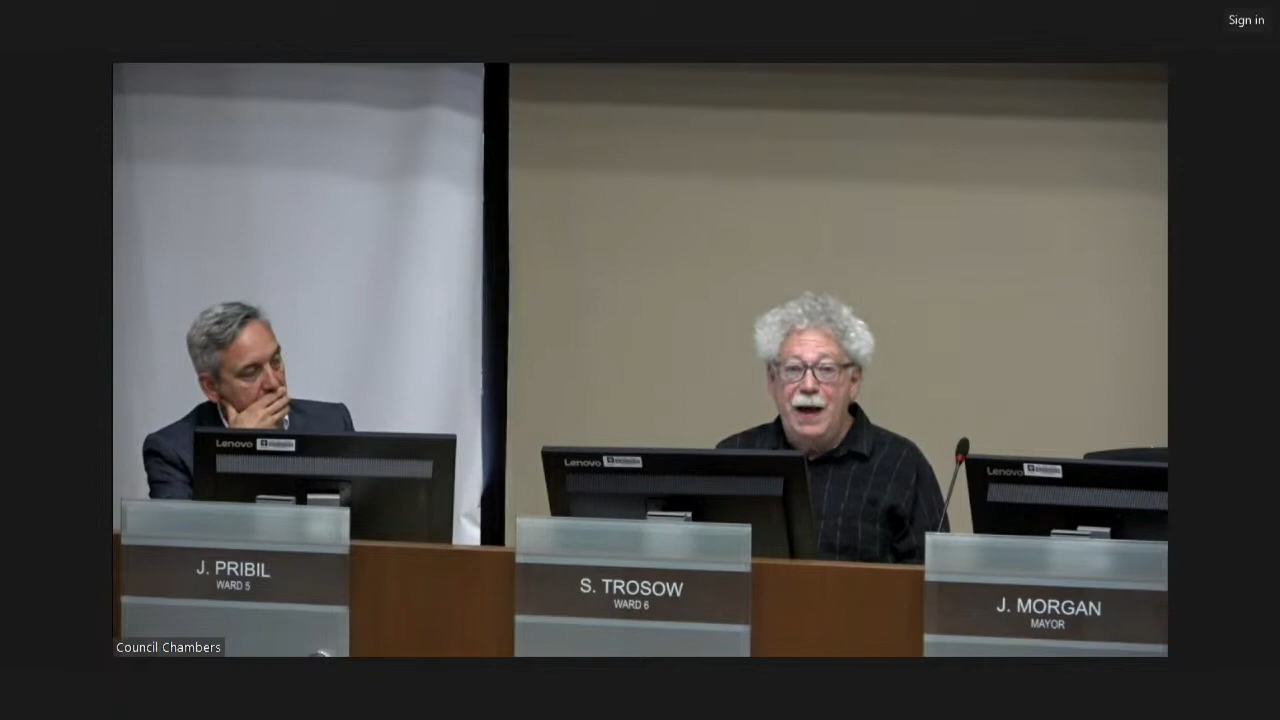 Sign in
Lenovo
Lenovo
Lenovo
J. PRIBIL
WARD 5
S. TROSOW
WARD 6
J. MORGAN
MAYOR
Council Chambers